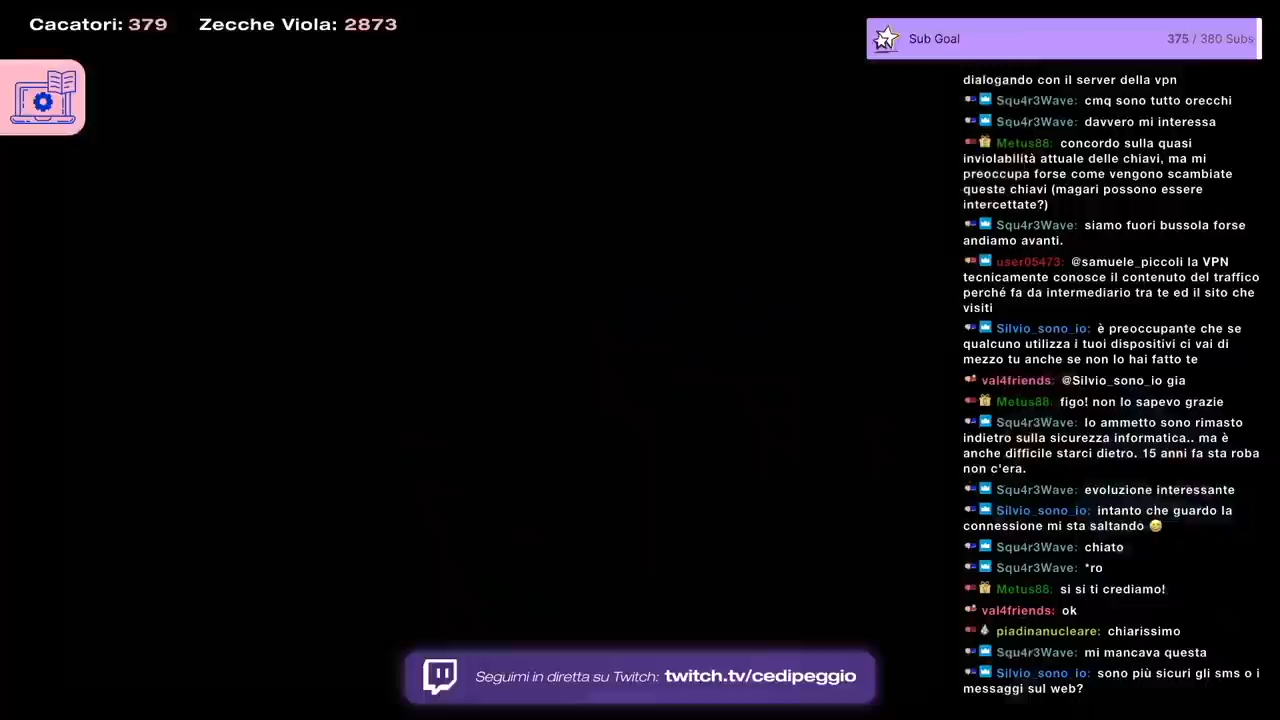 Cacatori: 379 Zecche Viola: 2873
Sub Goal 375 / 380 Subs
dialogando con il server della vpn
Squ4r3Wave: cmq sono tutto orecchi
Squ4r3Wave: davvero mi interessa
Metus88: concordo sulla quasi
inviolabilità attuale delle chiavi, ma mi
preoccupa forse come vengono scambiate
queste chiavi (magari possono essere
intercettate?)
Squ4r3Wave: siamo fuori bussola forse
andiamo avanti.
user05473: @samuele_piccoli la VPN
tecnicamente conosce il contenuto del traffico
perché fa da intermediario tra te ed il sito che
visiti
Silvio_sono_io: è preoccupante che se
qualcuno utilizza i tuoi dispositivi ci vai di
mezzo tu anche se non lo hai fatto te
val4friends: @Silvio_sono_io gia
Metus88: figo! non lo sapevo grazie
Squ4r3Wave: lo ammetto sono rimasto
indietro sulla sicurezza informatica.. ma è
anche difficile starci dietro. 15 anni fa sta roba
non c'era.
Squ4r3Wave: evoluzione interessante
Silvio_sono_io: intanto che guardo la
connessione mi sta saltando 😅
Squ4r3Wave: chiato
Squ4r3Wave: *ro
Metus88: si si ti crediamo!
val4friends: ok
piadinanucleare: chiarissimo
Squ4r3Wave: mi mancava questa
Silvio_sono_io: sono più sicuri gli sms o i
messaggi sul web?
Seguimi in diretta su Twitch: twitch.tv/cedipeggio